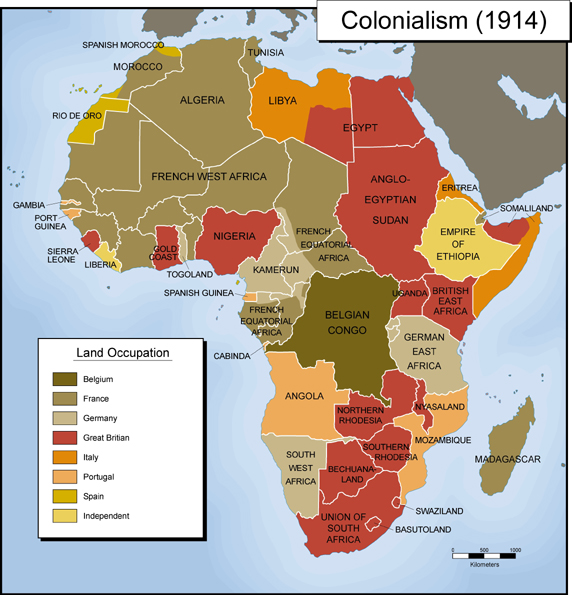 Colonialism (1914)
SPANISH MOROCCO
TUNISIA
MOROCCO
ALGERIA
LIBYA
RIO DE ORO
EGYPT
FRENCH WEST AFRICA
ANGLO-
EGYPTIAN
SUDAN
ERITREA
GAMBIA
SOMALILAND
PORT
GUINEA
NIGERIA
FRENCH
EQUATORIAL
AFRICA
EMPIRE
OF
ETHIOPIA
SIERRA
LEONE
GOLD
COAST
LIBERIA
TOGOLAND
KAMERUN
SPANISH GUINEA
UGANDA
BRITISH
EAST
AFRICA
FRENCH
EQUATORIAL
AFRICA
BELGIAN
CONGO
GERMAN
EAST
AFRICA
CABINDA
ANGOLA
NYASALAND
NORTHERN
RHODESIA
MOZAMBIQUE
SOUTH
WEST
AFRICA
SOUTHERN
RHODESIA
MADAGASCAR
BECHUANA-
LAND
SWAZILAND
UNION OF
SOUTH
AFRICA
BASUTOLAND
Land Occupation
Belgium
France
Germany
Great Britian
Italy
Portugal
Spain
Independent
0 500 1000
Kilometers